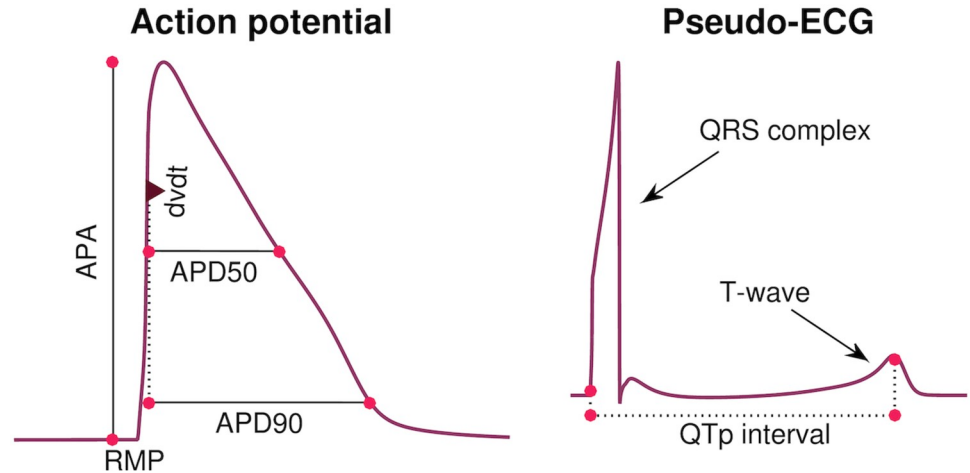 Action potential
APA
dvdt
APD50
APD90
RMP
Pseudo-ECG
QRS complex
T-wave
QTp interval